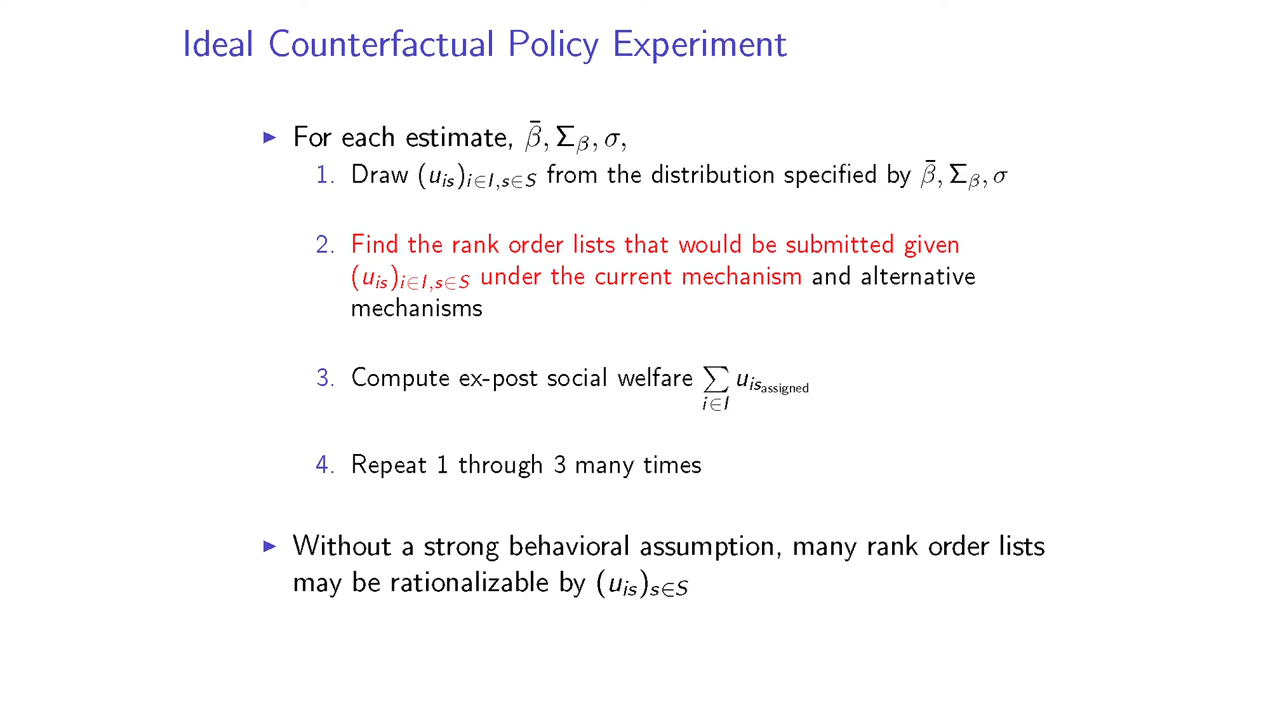 Ideal Counterfactual Policy Experiment
▶ For each estimate, β̄, Σ_β, σ,
1. Draw (u_is)_{i∈I,s∈S} from the distribution specified by β̄, Σ_β, σ
2. Find the rank order lists that would be submitted given
(u_is)_{i∈I,s∈S} under the current mechanism and alternative
mechanisms
3. Compute ex-post social welfare ∑_{i∈I} u_{is_assigned}
4. Repeat 1 through 3 many times
▶ Without a strong behavioral assumption, many rank order lists
may be rationalizable by (u_is)_{s∈S}